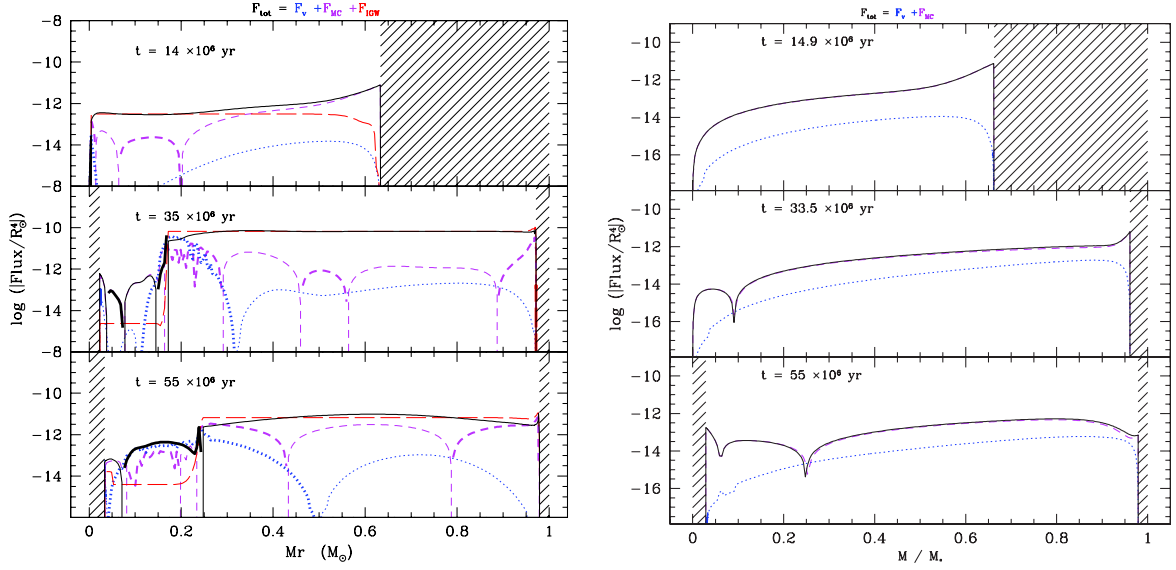 F_tot = F_v + F_MC + F_IGW
t = 14 ×10⁶ yr
-8
-10
-12
-14
-8
t = 35 ×10⁶ yr
-10
-12
-14
-8
t = 55 ×10⁶ yr
-10
-12
-14
log (|Flux/R⁴☉|)
0 0.2 0.4 0.6 0.8 1
Mr (M☉)
F_tot = F_v + F_MC
t = 14.9 ×10⁶ yr
-10
-12
-14
-16
t = 33.5 ×10⁶ yr
-10
-12
-14
-16
t = 55 ×10⁶ yr
-10
-12
-14
-16
log (|Flux/R⁴☉|)
0 0.2 0.4 0.6 0.8 1
M / M*